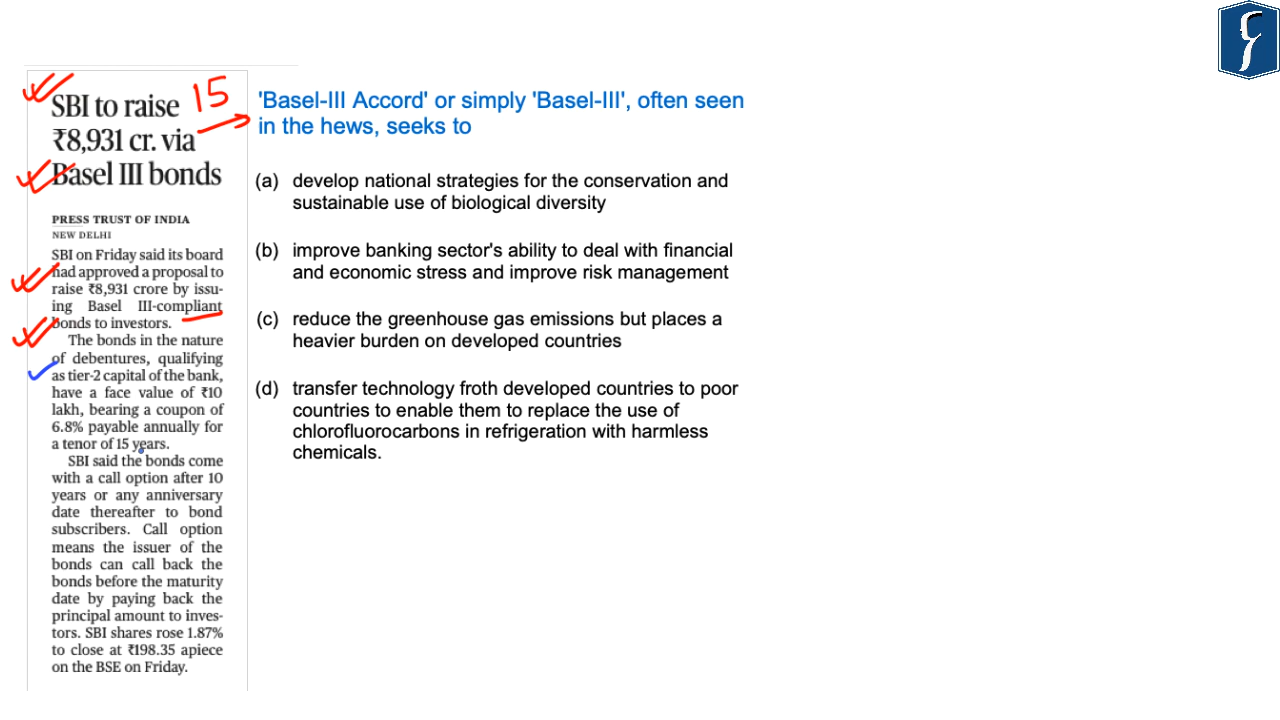 SBI to raise
₹8,931 cr. via
Basel III bonds
15
PRESS TRUST OF INDIA
NEW DELHI
SBI on Friday said its board
had approved a proposal to
raise ₹8,931 crore by issu-
ing Basel III-compliant
bonds to investors.
The bonds in the nature
of debentures, qualifying
as tier-2 capital of the bank,
have a face value of ₹10
lakh, bearing a coupon of
6.8% payable annually for
a tenor of 15 years.
SBI said the bonds come
with a call option after 10
years or any anniversary
date thereafter to bond
subscribers. Call option
means the issuer of the
bonds can call back the
bonds before the maturity
date by paying back the
principal amount to inves-
tors. SBI shares rose 1.87%
to close at ₹198.35 apiece
on the BSE on Friday.
'Basel-III Accord' or simply 'Basel-III', often seen
in the hews, seeks to
(a) develop national strategies for the conservation and
sustainable use of biological diversity
(b) improve banking sector's ability to deal with financial
and economic stress and improve risk management
(c) reduce the greenhouse gas emissions but places a
heavier burden on developed countries
(d) transfer technology froth developed countries to poor
countries to enable them to replace the use of
chlorofluorocarbons in refrigeration with harmless
chemicals.